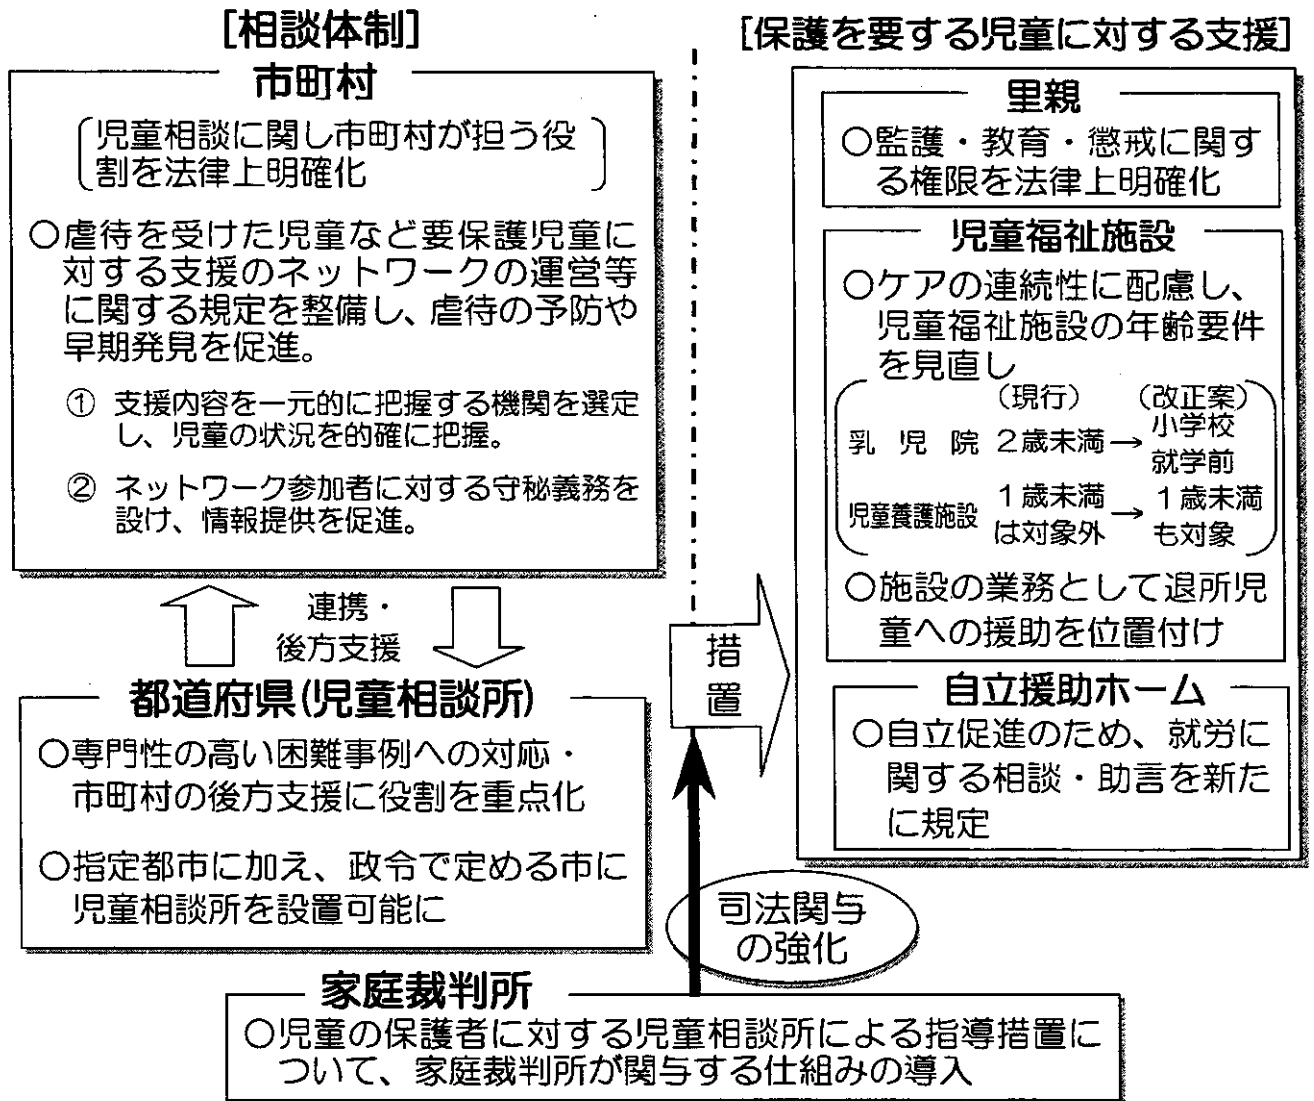 [相談体制]
市町村
児童相談に関し市町村が担う役
割を法律上明確化
○虐待を受けた児童など要保護児童に
対する支援のネットワークの運営等
に関する規定を整備し、虐待の予防や
早期発見を促進。
① 支援内容を一元的に把握する機関を選定
し、児童の状況を的確に把握。
② ネットワーク参加者に対する守秘義務を
設け、情報提供を促進。
連携・
後方支援
都道府県(児童相談所)
○専門性の高い困難事例への対応・
市町村の後方支援に役割を重点化
○指定都市に加え、政令で定める市に
児童相談所を設置可能に
措
置
司法関与
の強化
家庭裁判所
○児童の保護者に対する児童相談所による指導措置に
ついて、家庭裁判所が関与する仕組みの導入
[保護を要する児童に対する支援]
里親
○監護・教育・懲戒に関す
る権限を法律上明確化
児童福祉施設
○ケアの連続性に配慮し、
児童福祉施設の年齢要件
を見直し
(現行) (改正案)
乳児院 2歳未満→ 小学校
就学前
児童養護施設 1歳未満 → 1歳未満
は対象外 も対象
○施設の業務として退所児
童への援助を位置付け
自立援助ホーム
○自立促進のため、就労に
関する相談・助言を新た
に規定